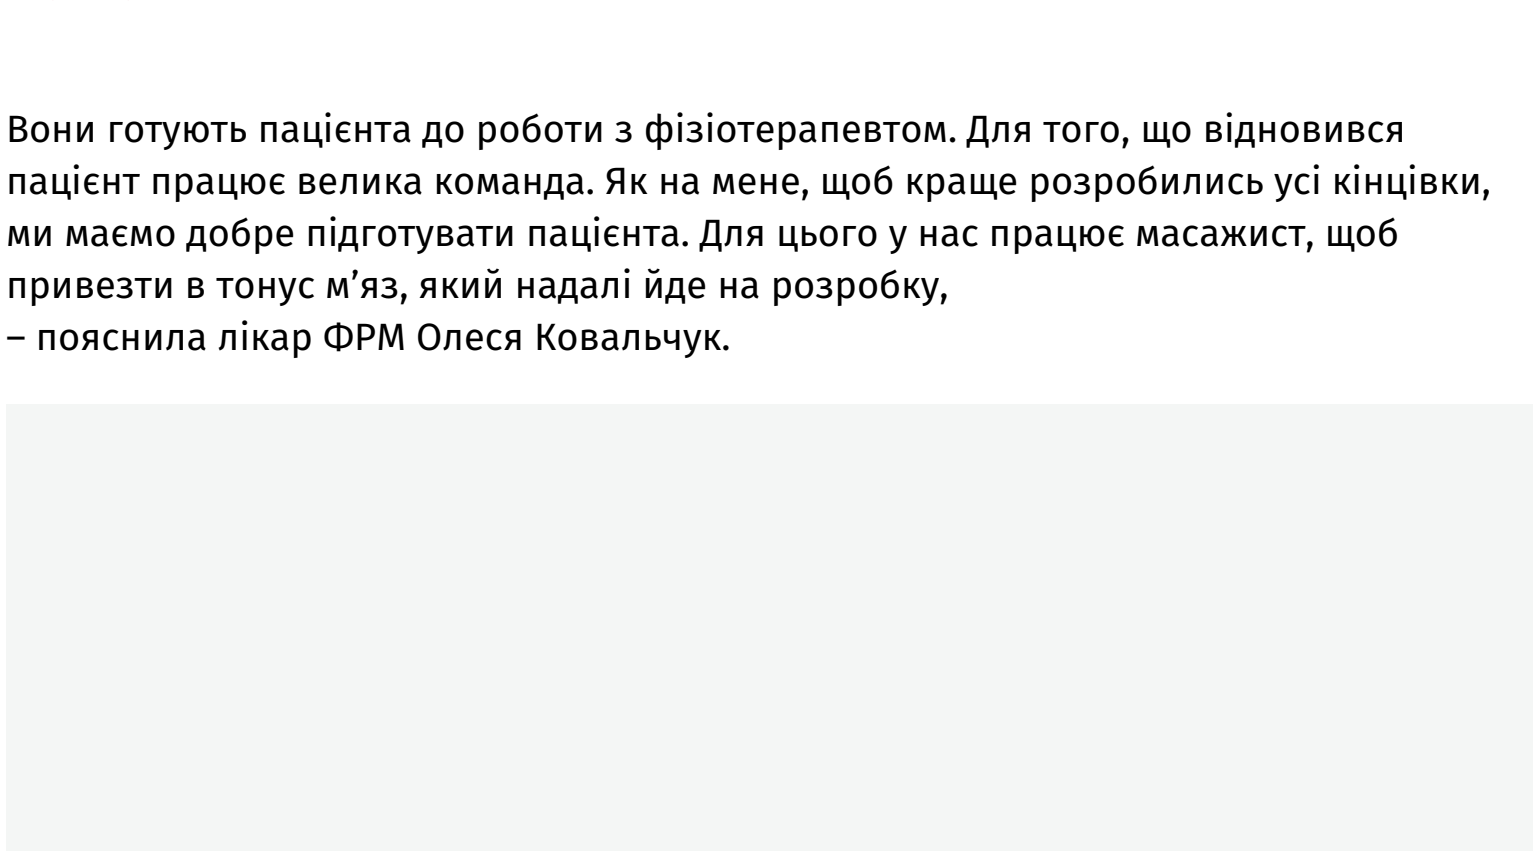 Вони готують пацієнта до роботи з фізіотерапевтом. Для того, що відновився
пацієнт працює велика команда. Як на мене, щоб краще розробились усі кінцівки,
ми маємо добре підготувати пацієнта. Для цього у нас працює масажист, щоб
привезти в тонус м’яз, який надалі йде на розробку,
– пояснила лікар ФРМ Олеся Ковальчук.